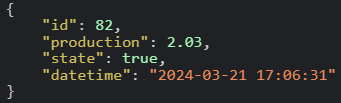 {
    "id": 82,
    "production": 2.03,
    "state": true,
    "datetime": "2024-03-21 17:06:31"
}